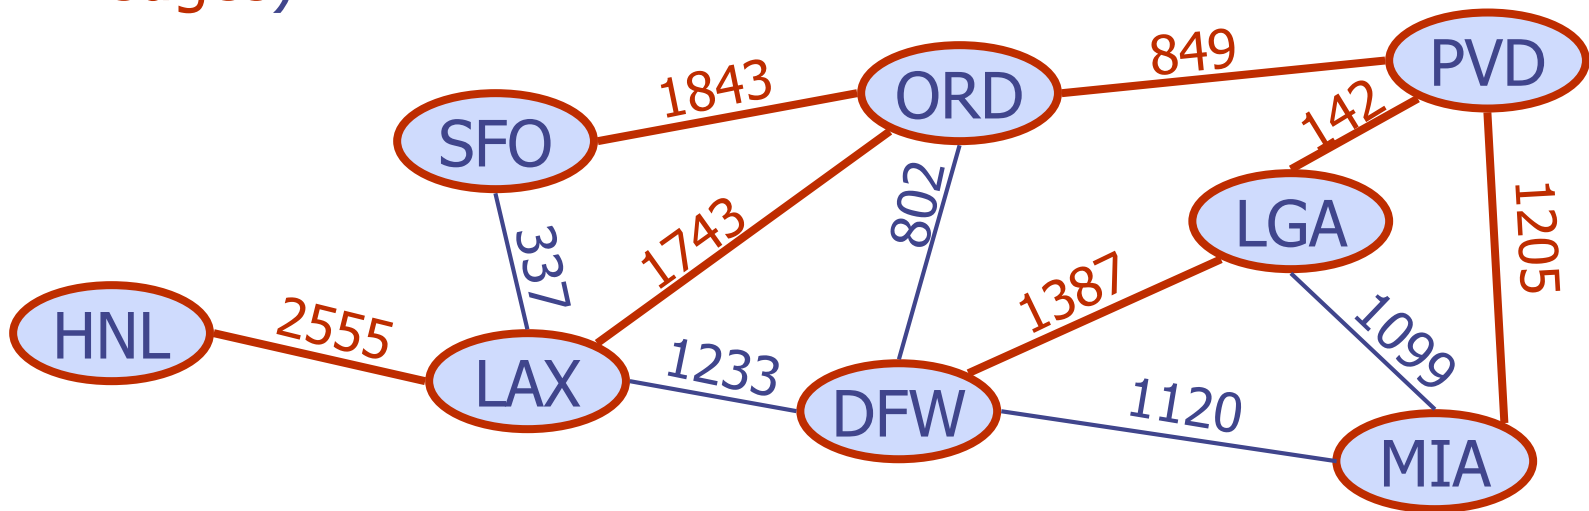 edges)
PVD
849
ORD
1843
142
SFO
802
LGA
1205
1743
337
1387
HNL
2555
1099
LAX
1233
DFW
1120
MIA